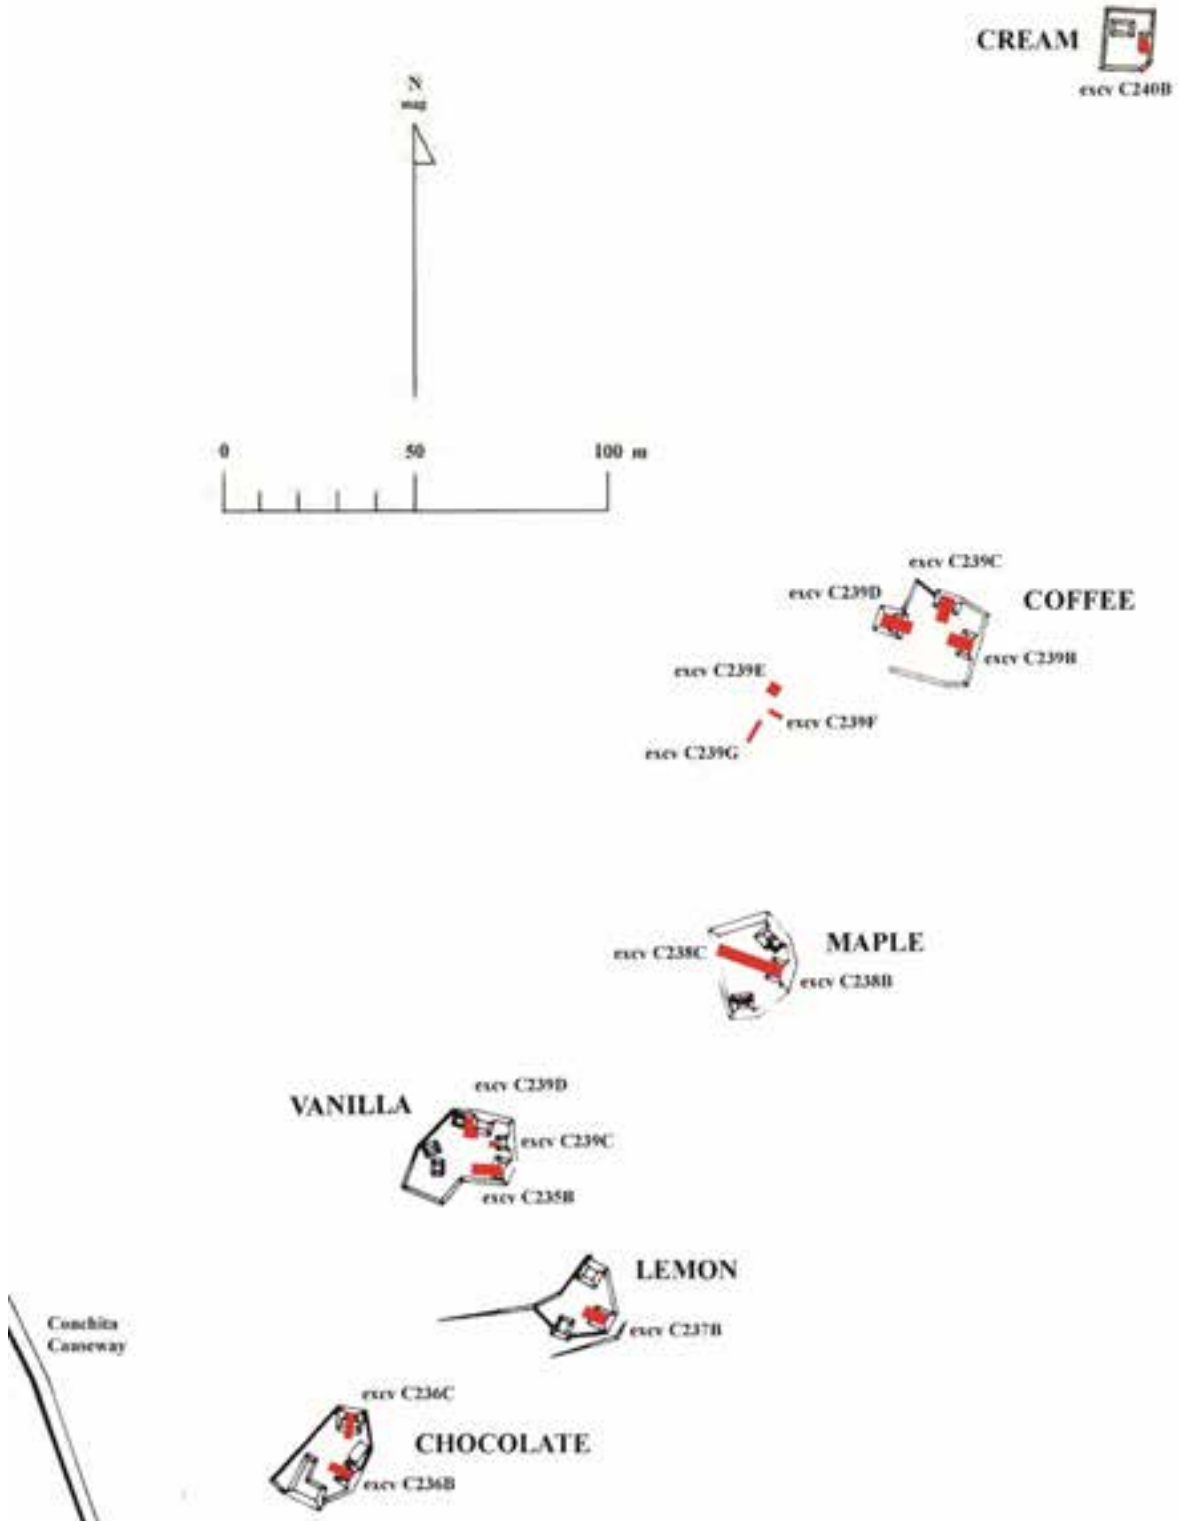 CREAM
excv C240B
N
mag
0 50 100 m
excv C239C
excv C239D
COFFEE
excv C239B
excv C239E
excv C239F
excv C239G
MAPLE
excv C238C
excv C238B
excv C239D
VANILLA
excv C239C
excv C235B
LEMON
excv C237B
Conchita
Causeway
excv C236C
CHOCOLATE
excv C236B